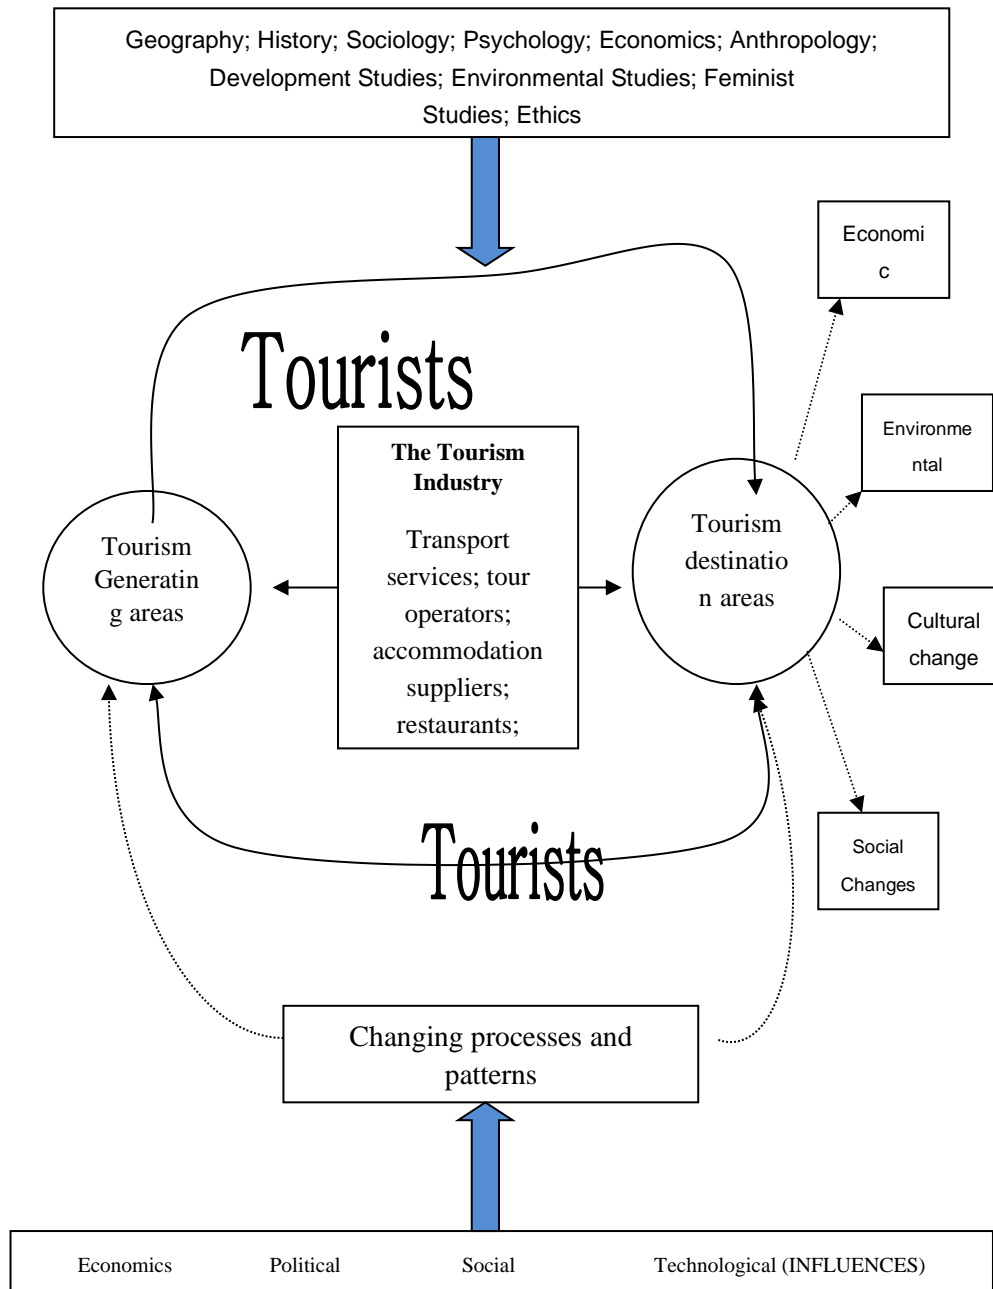 Geography; History; Sociology; Psychology; Economics; Anthropology;
Development Studies; Environmental Studies; Feminist
Studies; Ethics
Economi
c
Tourists
Environme
ntal
The Tourism
Industry
Transport
services; tour
operators;
accommodation
suppliers;
restaurants;
Tourism
Generatin
g areas
Tourism
destinatio
n areas
Cultural
change
Social
Changes
Tourists
Changing processes and
patterns
Economics Political Social Technological (INFLUENCES)